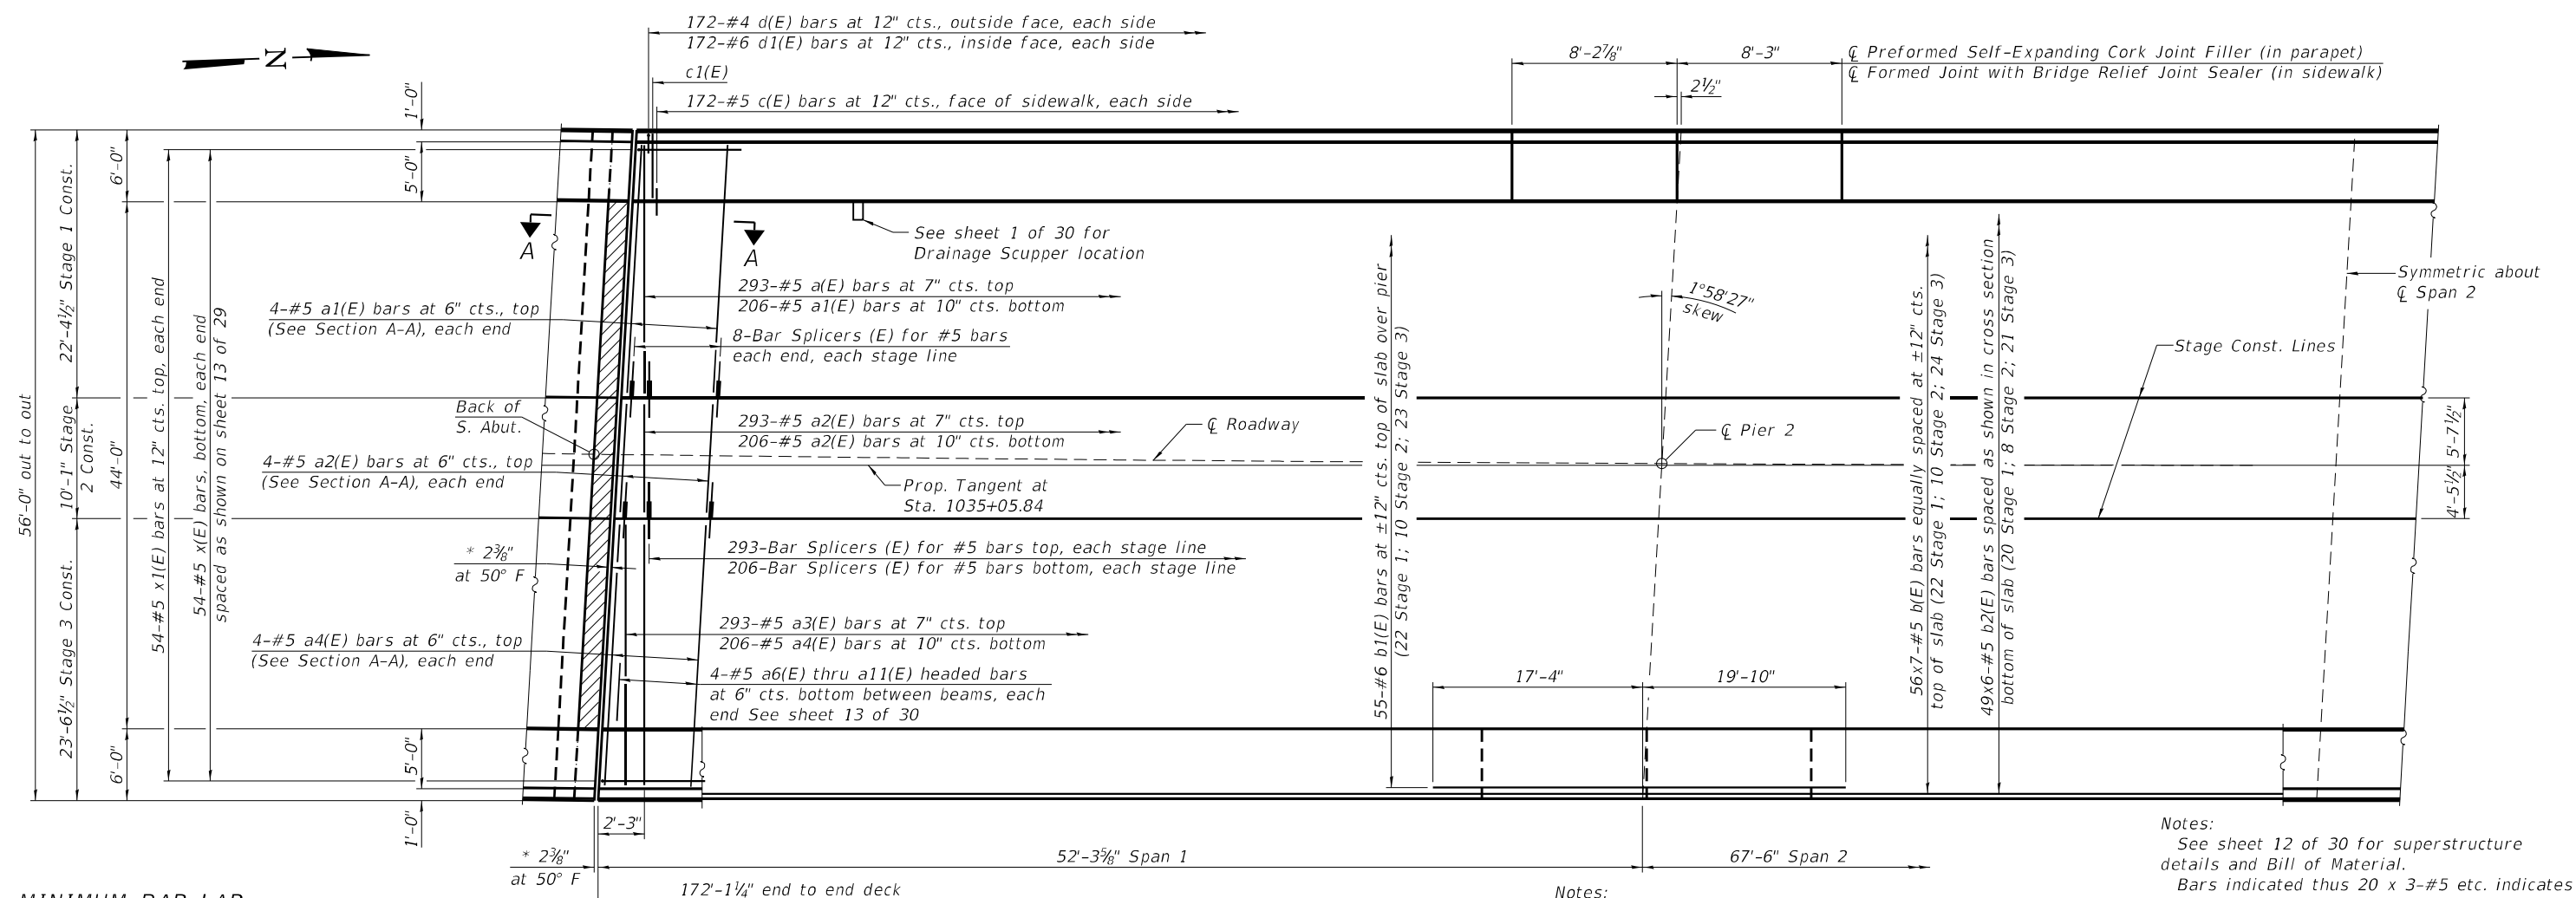 172-#4 d(E) bars at 12" cts., outside face, each side
172-#6 d1(E) bars at 12" cts., inside face, each side
N
c1(E)
172-#5 c(E) bars at 12" cts., face of sidewalk, each side
8'-2⅞"
8'-3"
℄ Preformed Self-Expanding Cork Joint Filler (in parapet)
℄ Formed Joint with Bridge Relief Joint Sealer (in sidewalk)
2½"
1'-0"
5'-0"
6'-0"
22'-4½" Stage 1 Const.
A
A
See sheet 1 of 30 for
Drainage Scupper location
56'-0" out to out
10'-1" Stage
2 Const.
44'-0"
54-#5 x1(E) bars at 12" cts. top, each end
54-#5 x(E) bars, bottom, each end
spaced as shown on sheet 13 of 29
4-#5 a1(E) bars at 6" cts., top
(See Section A-A), each end
293-#5 a(E) bars at 7" cts. top
206-#5 a1(E) bars at 10" cts. bottom
8-Bar Splicers (E) for #5 bars
each end, each stage line
1°58'27"
skew
Symmetric about
℄ Span 2
Stage Const. Lines
Back of
S. Abut.
293-#5 a2(E) bars at 7" cts. top
206-#5 a2(E) bars at 10" cts. bottom
℄ Roadway
℄ Pier 2
4-#5 a2(E) bars at 6" cts., top
(See Section A-A), each end
Prop. Tangent at
Sta. 1035+05.84
5'-7½"
4'-5½"
55-#6 b1(E) bars at ±12" cts. top of slab over pier
(22 Stage 1; 10 Stage 2; 23 Stage 3)
56x7-#5 b(E) bars equally spaced at ±12" cts.
top of slab (22 Stage 1; 10 Stage 2; 24 Stage 3)
49x6-#5 b2(E) bars spaced as shown in cross section
bottom of slab (20 Stage 1; 8 Stage 2; 21 Stage 3)
* 2⅜"
at 50° F
293-Bar Splicers (E) for #5 bars top, each stage line
206-Bar Splicers (E) for #5 bars bottom, each stage line
23'-6½" Stage 3 Const.
4-#5 a4(E) bars at 6" cts., top
(See Section A-A), each end
293-#5 a3(E) bars at 7" cts. top
206-#5 a4(E) bars at 10" cts. bottom
4-#5 a6(E) thru a11(E) headed bars
at 6" cts. bottom between beams, each
end See sheet 13 of 30
17'-4"
19'-10"
6'-0"
5'-0"
1'-0"
2'-3"
* 2⅜"
at 50° F
52'-3⅝" Span 1
67'-6" Span 2
172'-1¼" end to end deck
Notes:
Notes:
See sheet 12 of 30 for superstructure
details and Bill of Material.
Bars indicated thus 20 x 3-#5 etc. indicates
MINIMUM BAR LAP